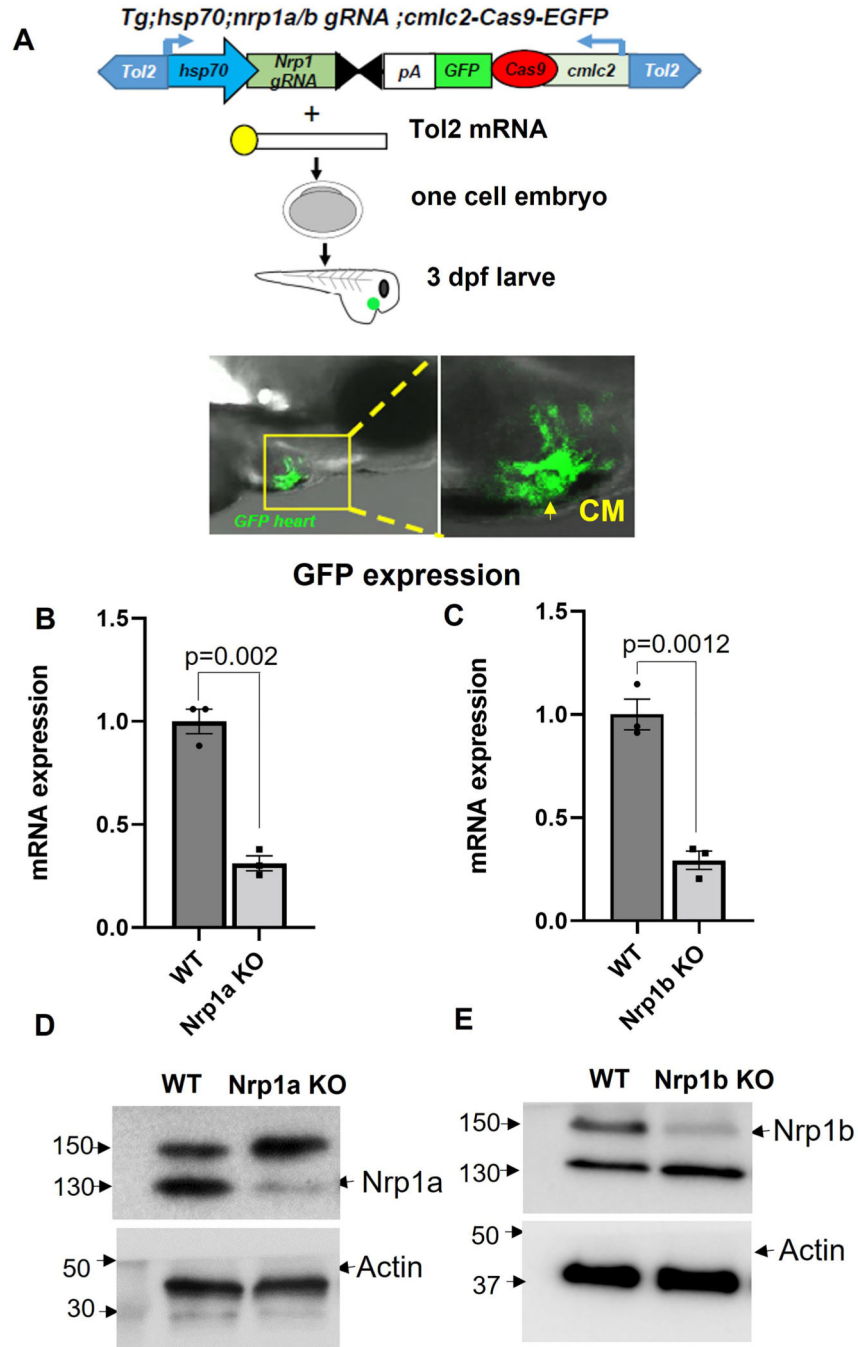 Tg;hsp70;nrp1a/b gRNA ;cmlc2-Cas9-EGFP
A
Tol2 hsp70 Nrp1 gRNA pA GFP Cas9 cmlc2 Tol2
+
Tol2 mRNA
one cell embryo
3 dpf larve
GFP heart
CM
GFP expression
B
mRNA expression
1.5
1.0
0.5
0.0
p=0.002
WT
Nrp1a KO
C
mRNA expression
1.5
1.0
0.5
0.0
p=0.0012
WT
Nrp1b KO
D
WT Nrp1a KO
150
130
Nrp1a
50
30
Actin
E
WT Nrp1b KO
150
130
Nrp1b
50
37
Actin